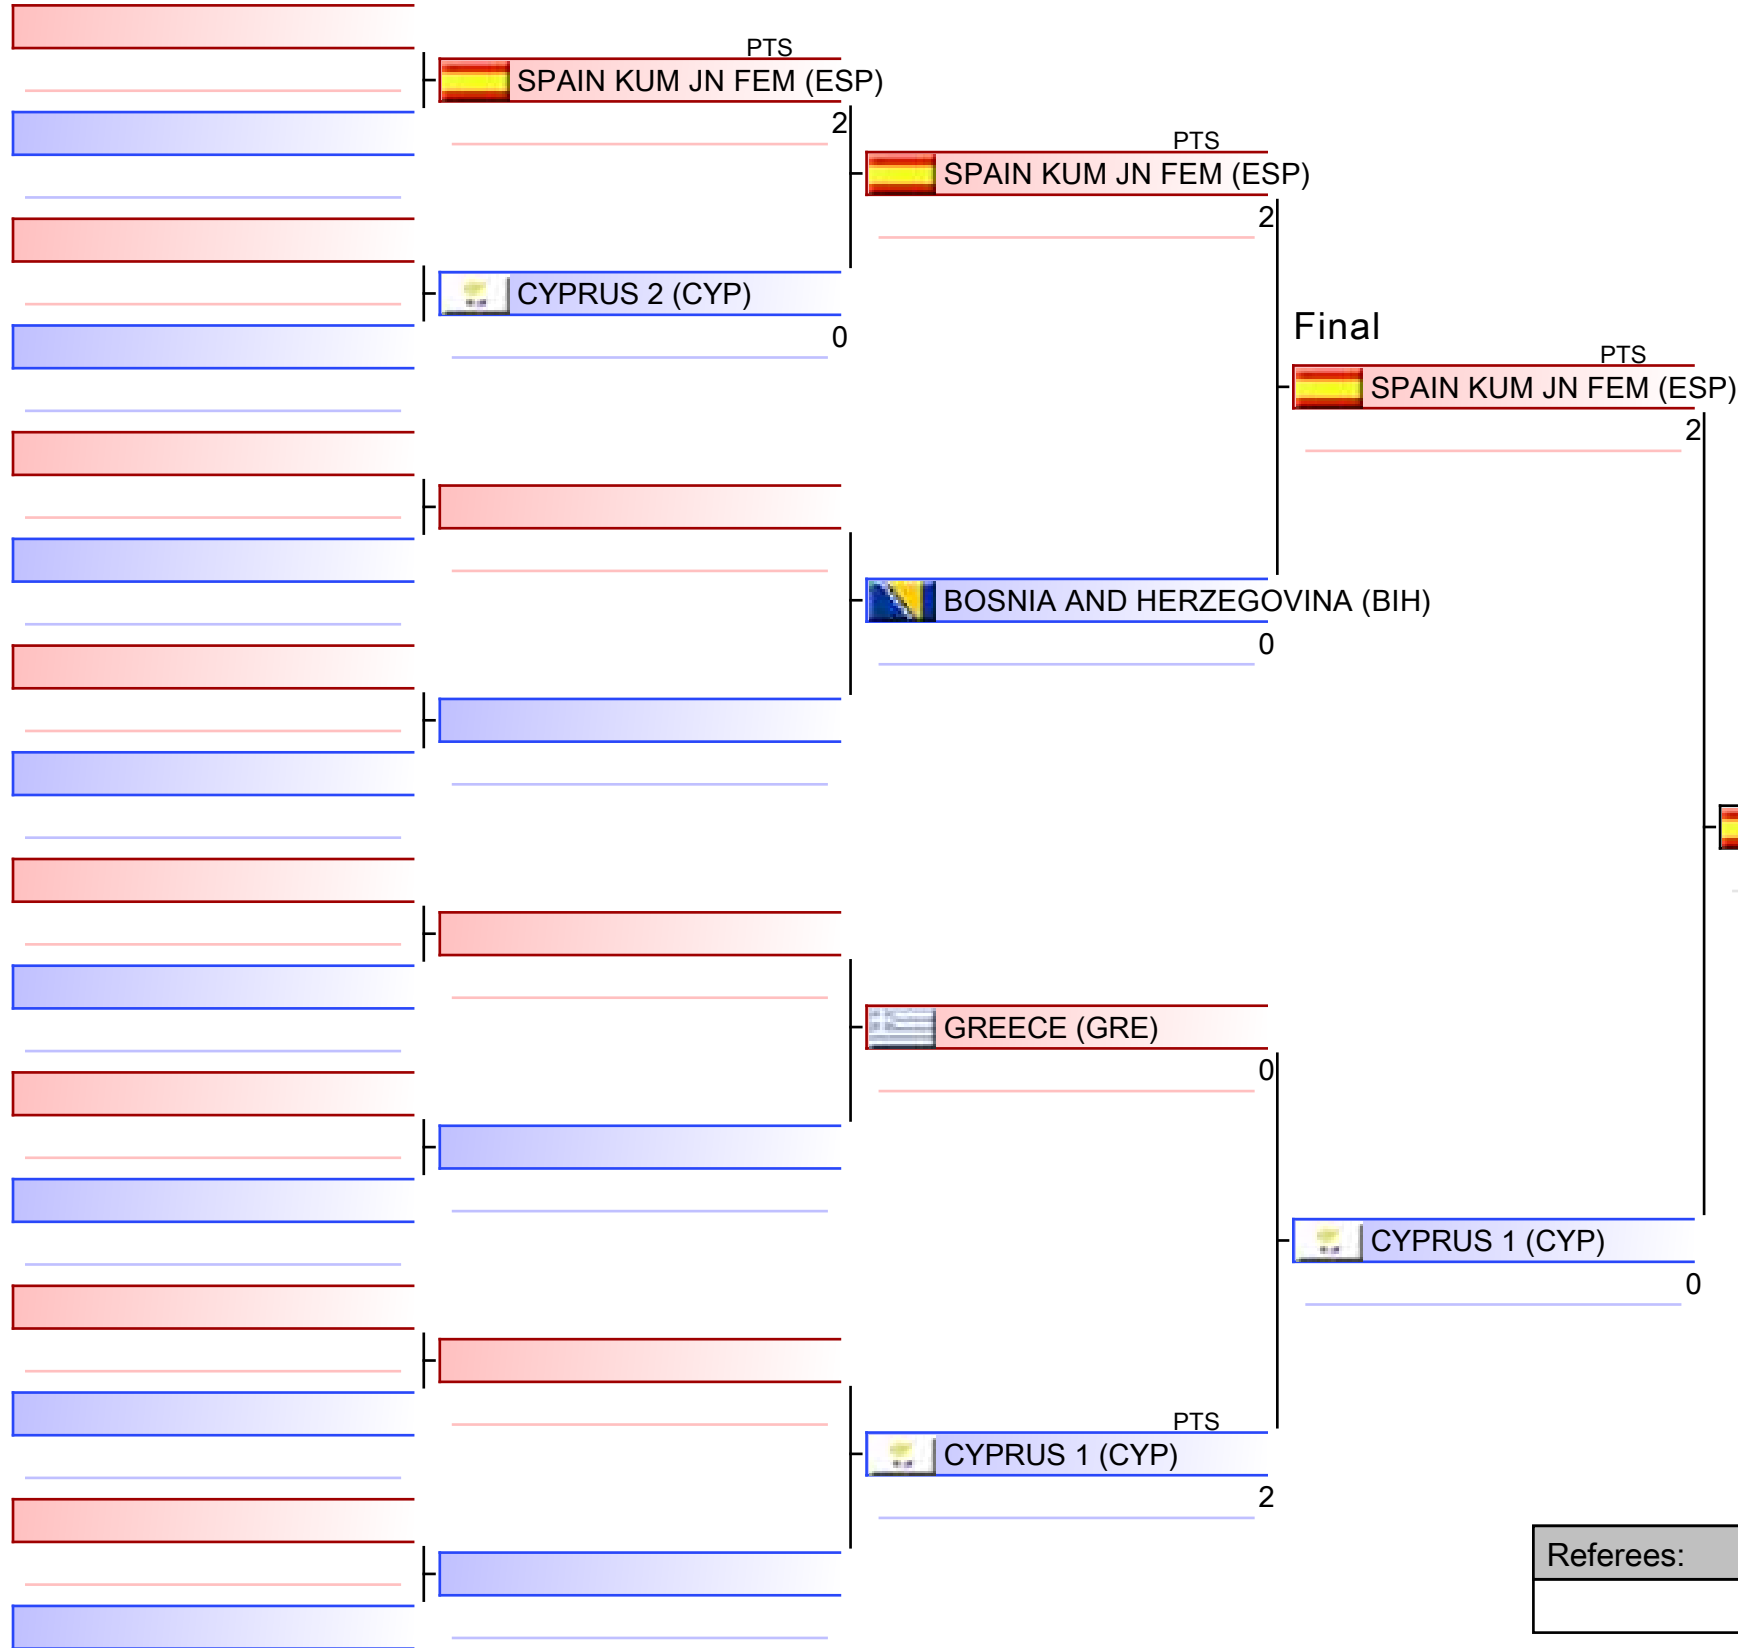 PTS
SPAIN KUM JN FEM (ESP)
2
CYPRUS 2 (CYP)
0
PTS
SPAIN KUM JN FEM (ESP)
2
BOSNIA AND HERZEGOVINA (BIH)
0
GREECE (GRE)
0
PTS
CYPRUS 1 (CYP)
2
Final
PTS
SPAIN KUM JN FEM (ESP)
2
CYPRUS 1 (CYP)
0
Referees: